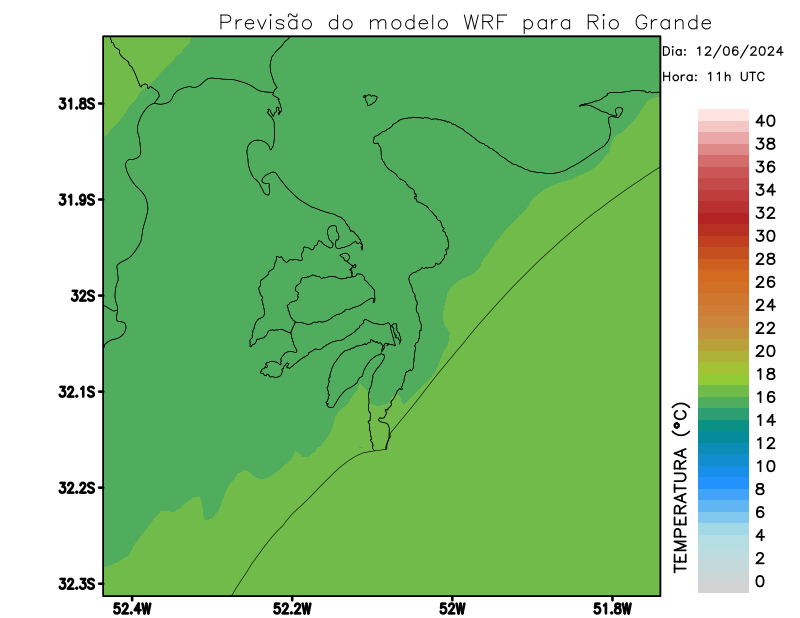 Previsão do modelo WRF para Rio Grande
Dia: 12/06/2024
Hora: 11h UTC
31.8S
31.9S
32S
32.1S
32.2S
32.3S
52.4W
52.2W
52W
51.8W
TEMPERATURA (ºC)
40
38
36
34
32
30
28
26
24
22
20
18
16
14
12
10
8
6
4
2
0